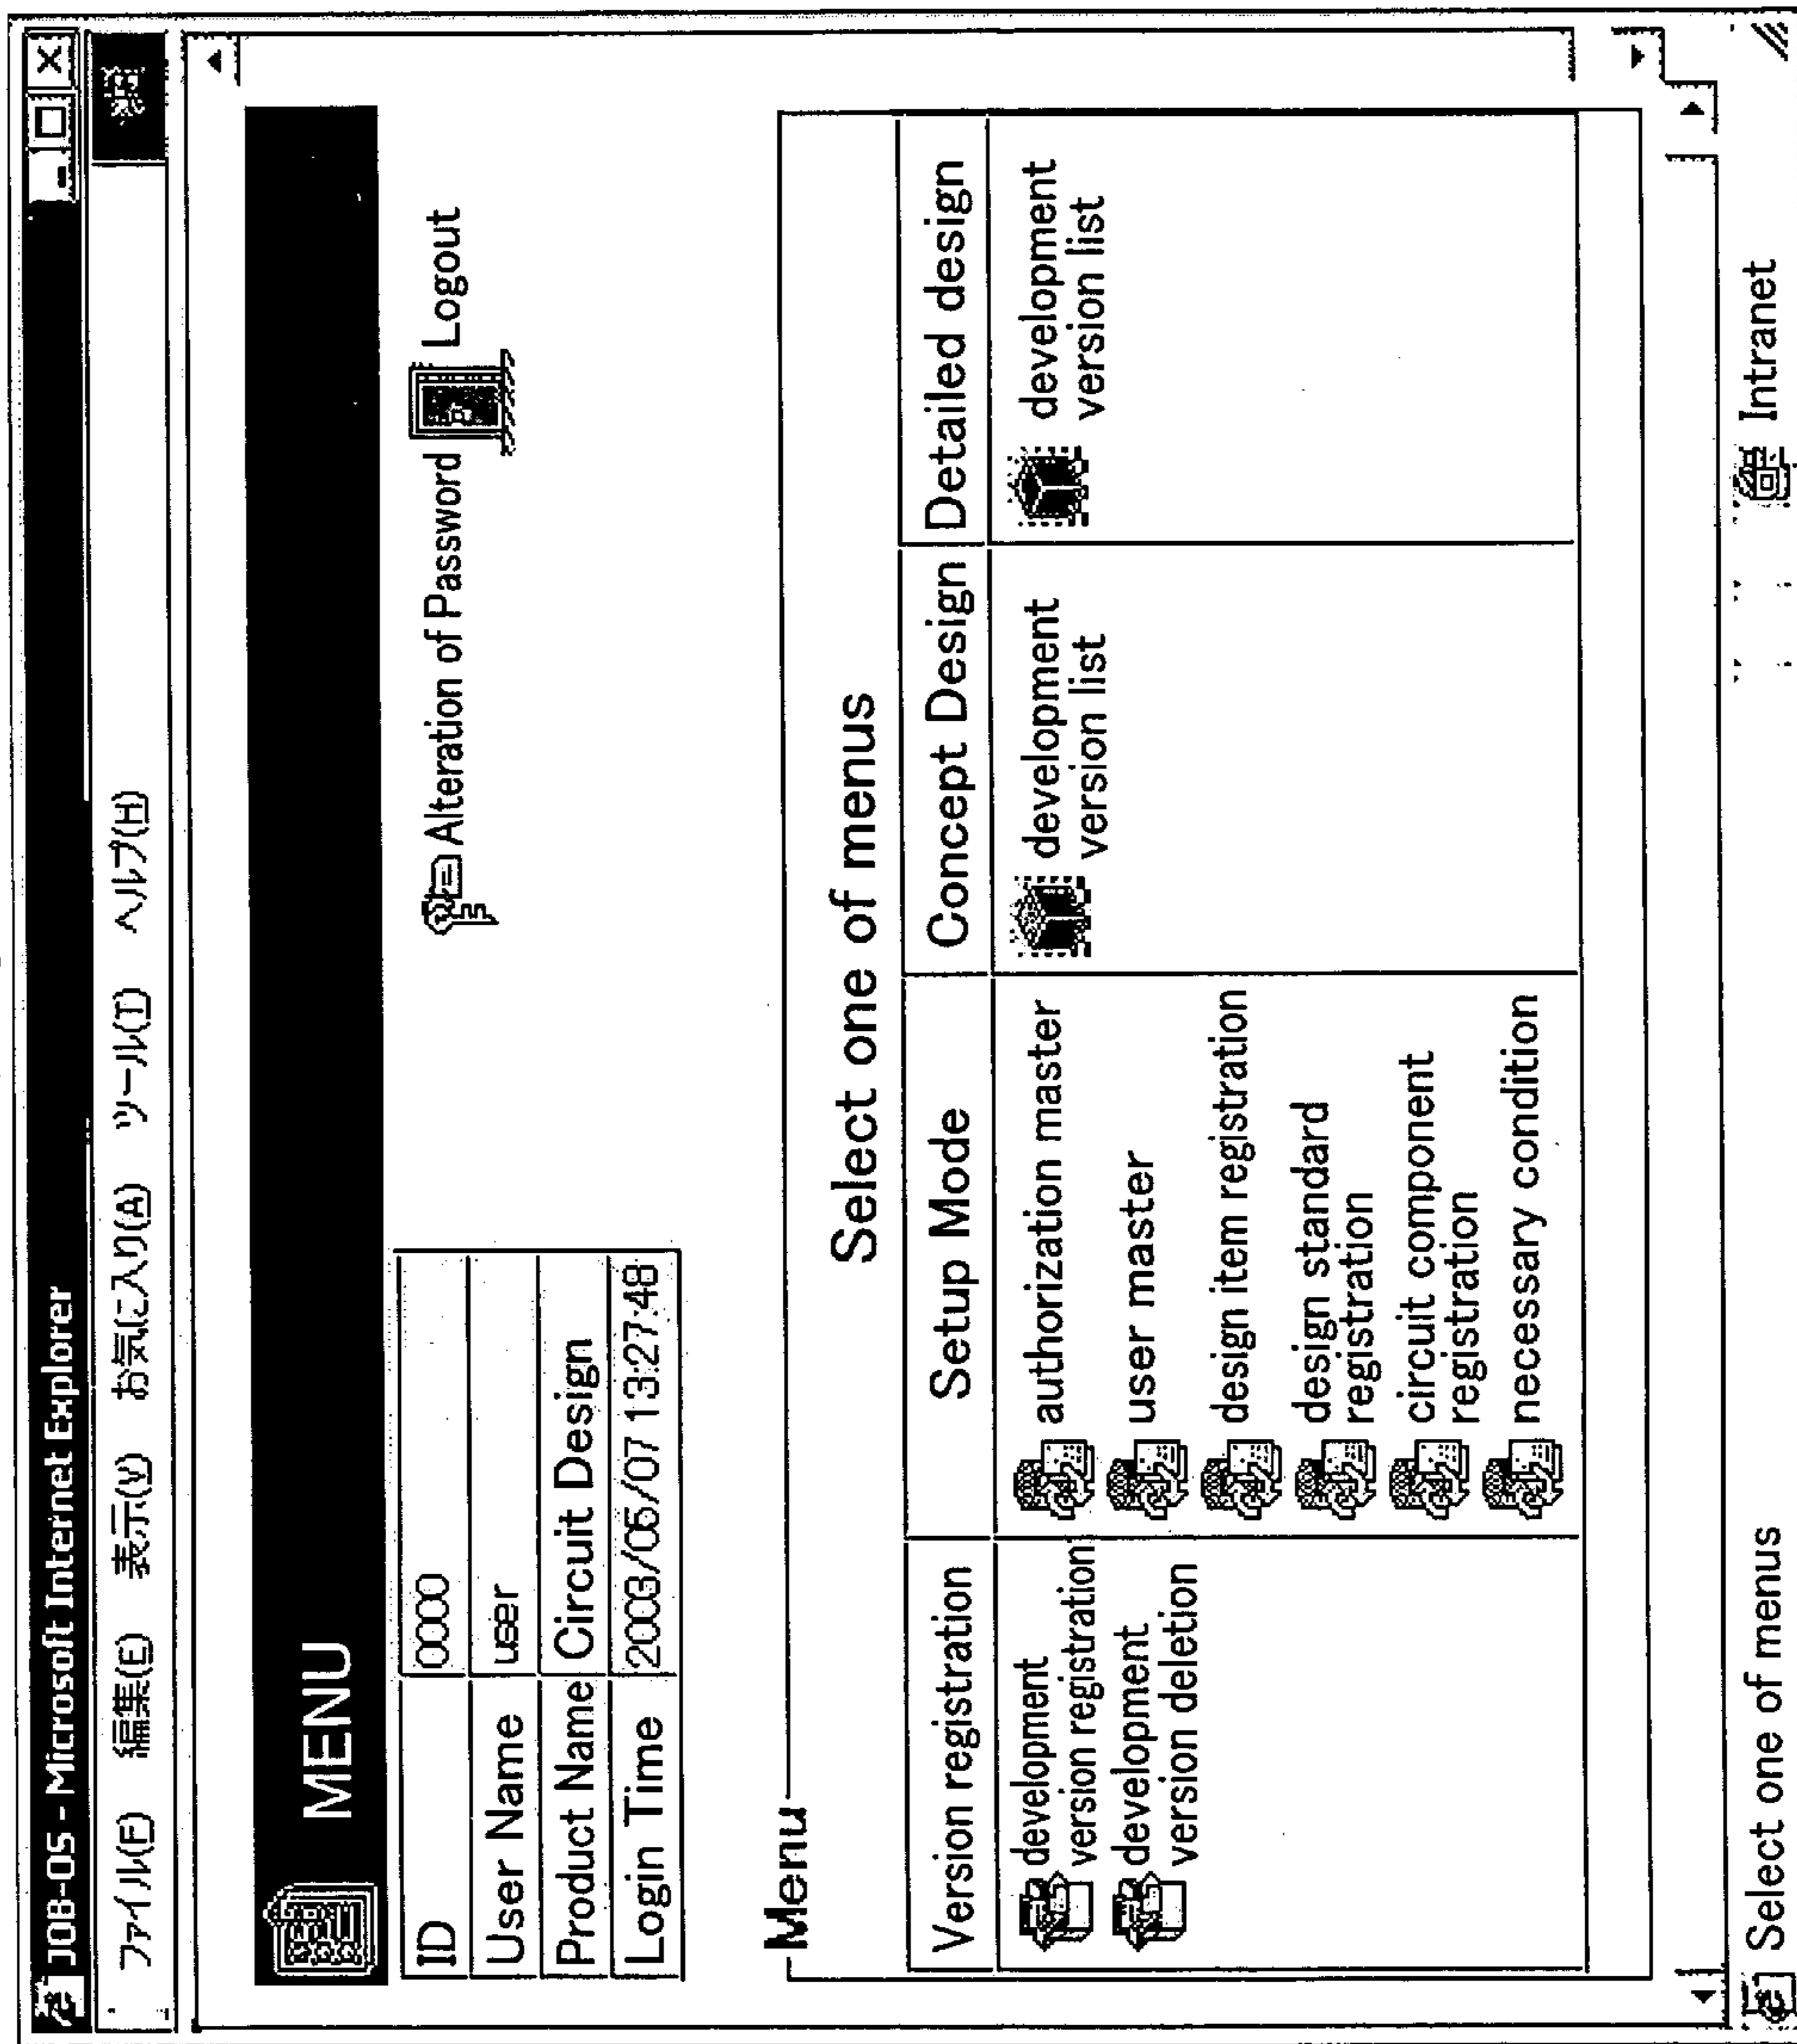 JOB-OS - Microsoft Internet Explorer
ファイル(F) 編集(E) 表示(V) お気に入り(A) ツール(T) ヘルプ(H)
MENU
ID 0000
User Name user
Product Name Circuit Design
Login Time 2003/05/07 13:27:48
Alteration of Password Logout
Menu
Select one of menus
Version registration Setup Mode Concept Design Detailed design
development
version registration
development
version deletion
authorization master
user master
design item registration
design standard
registration
circuit component
registration
necessary condition
development
version list
development
version list
Select one of menus Intranet